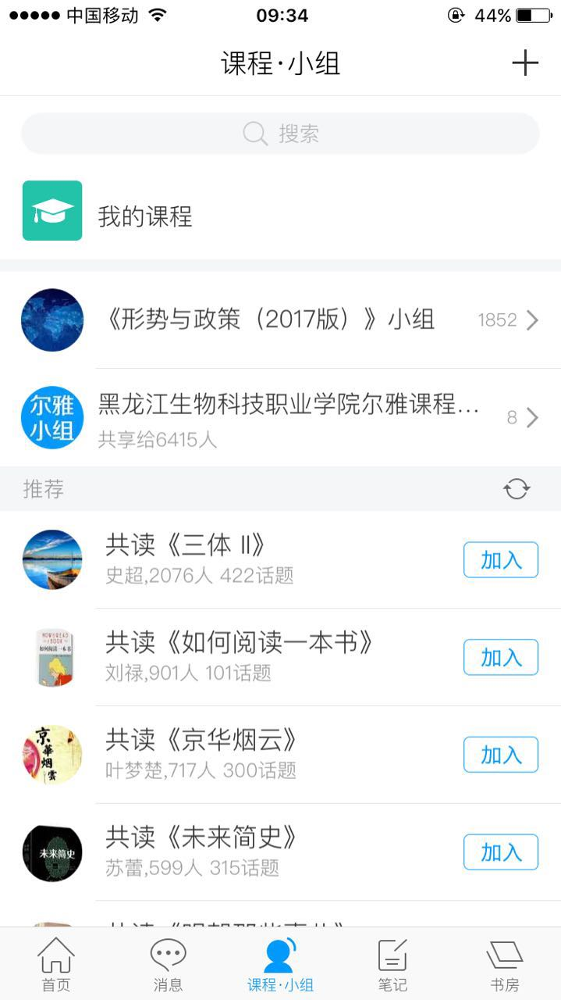 中国移动 09:34 44%
课程·小组
搜索
我的课程
《形势与政策（2017版）》小组 1852
尔雅
小组
黑龙江生物科技职业学院尔雅课程... 8
共享给6415人
推荐
共读《三体 II》
史超,2076人 422话题
加入
HOW TO READ
A BOOK
如何阅读一本书
共读《如何阅读一本书》
刘禄,901人 101话题
加入
京
華
烟
雲
共读《京华烟云》
叶梦楚,717人 300话题
加入
未来简史
共读《未来简史》
苏蕾,599人 315话题
加入
首页 消息 课程·小组 笔记 书房